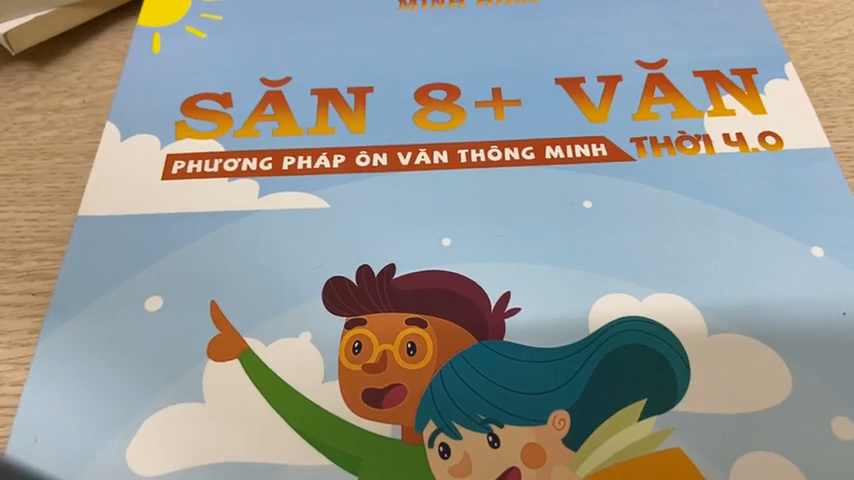 SĂN 8+ VĂN
PHƯƠNG PHÁP ÔN VĂN THÔNG MINH THỜI 4.0